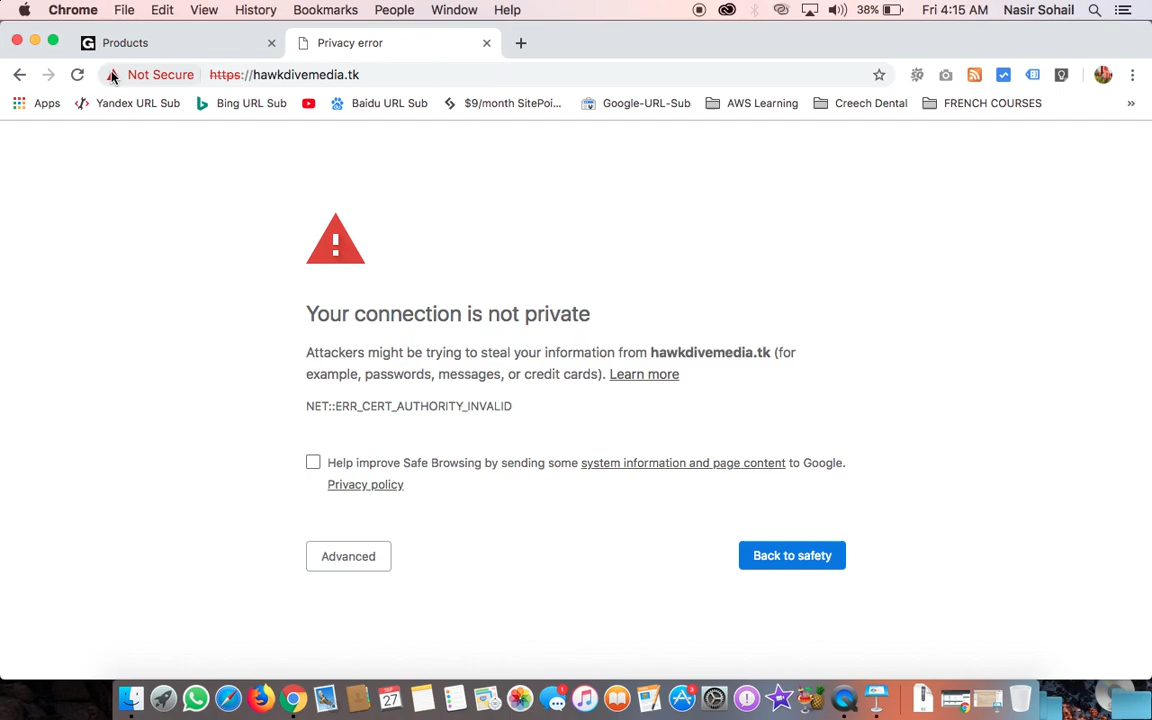 Chrome File Edit View History Bookmarks People Window Help 38% Fri 4:15 AM Nasir Sohail
G Products Privacy error
Not Secure https://hawkdivemedia.tk
Apps Yandex URL Sub Bing URL Sub Baidu URL Sub $9/month SitePoi... Google-URL-Sub AWS Learning Creech Dental FRENCH COURSES »
Your connection is not private
Attackers might be trying to steal your information from hawkdivemedia.tk (for
example, passwords, messages, or credit cards). Learn more
NET::ERR_CERT_AUTHORITY_INVALID
Help improve Safe Browsing by sending some system information and page content to Google.
Privacy policy
Advanced Back to safety
SEP
27
1
3